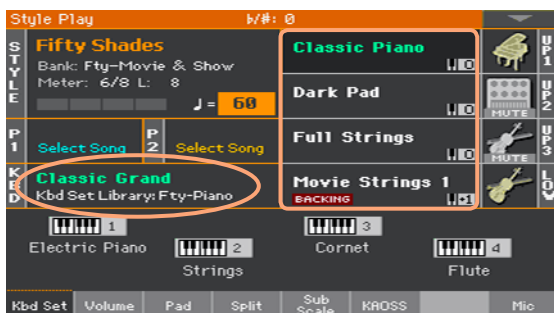 Style Play ♭/#: 0
STYLE
Fifty Shades
Bank: Fty-Movie & Show
Meter: 6/8 L: 8
♩= 60
P1 Select Song P2 Select Song
KBD
Classic Grand
Kbd Set Library: Fty-Piano
Classic Piano
UP1
Dark Pad
MUTE
UP2
Full Strings
MUTE
UP3
Movie Strings 1
BACKING
LOW
1
Electric Piano
2
Strings
3
Cornet
4
Flute
Kbd Set Volume Pad Split Sub Scale KAOSS Mic